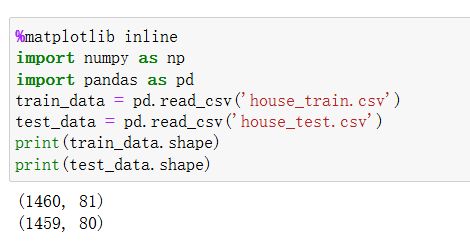 %matplotlib inline
import numpy as np
import pandas as pd
train_data = pd.read_csv('house_train.csv')
test_data = pd.read_csv('house_test.csv')
print(train_data.shape)
print(test_data.shape)
(1460, 81)
(1459, 80)